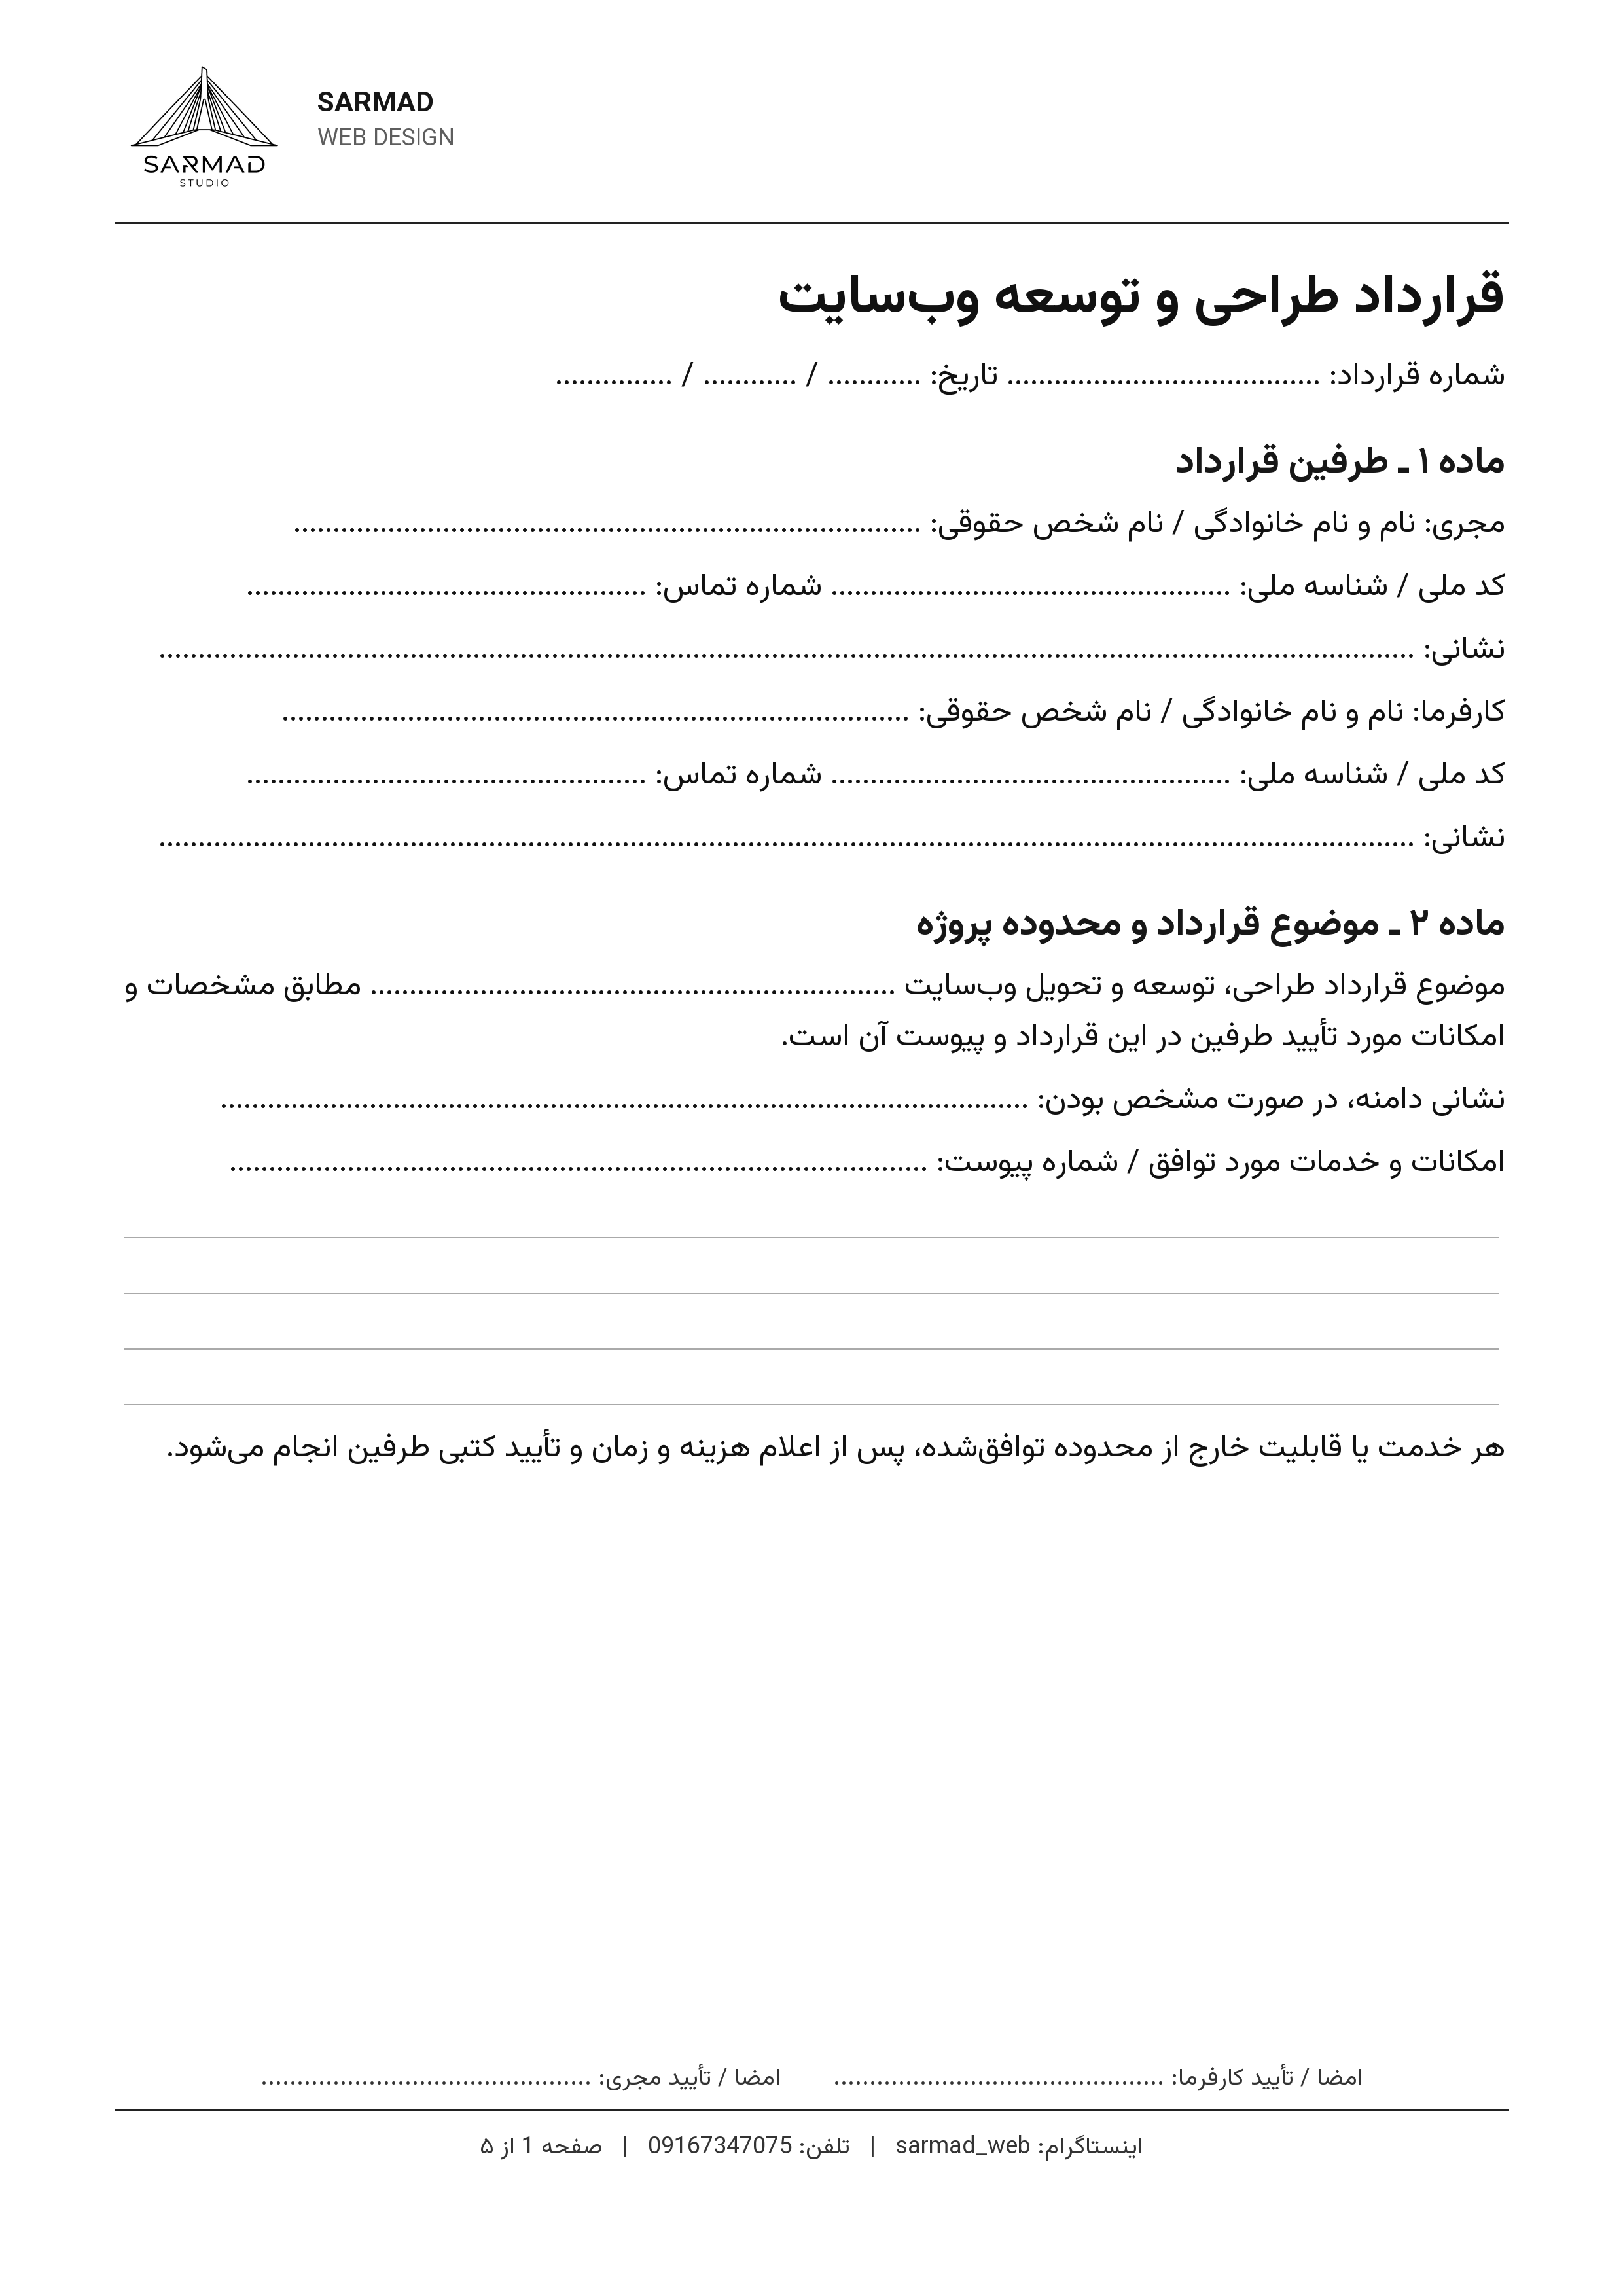 SARMAD
STUDIO
SARMAD
WEB DESIGN
قرارداد طراحی و توسعه وب‌سایت
شماره قرارداد: ........................................ تاریخ: ............ / ............ / ...............
ماده ۱ ـ طرفین قرارداد
مجری: نام و نام خانوادگی / نام شخص حقوقی: ................................................................................
کد ملی / شناسه ملی: ................................................... شماره تماس: ...................................................
نشانی: ................................................................................................................................................................
کارفرما: نام و نام خانوادگی / نام شخص حقوقی: ................................................................................
کد ملی / شناسه ملی: ................................................... شماره تماس: ...................................................
نشانی: ................................................................................................................................................................
ماده ۲ ـ موضوع قرارداد و محدوده پروژه
موضوع قرارداد طراحی، توسعه و تحویل وب‌سایت ................................................................... مطابق مشخصات و
امکانات مورد تأیید طرفین در این قرارداد و پیوست آن است.
نشانی دامنه، در صورت مشخص بودن: .......................................................................................................
امکانات و خدمات مورد توافق / شماره پیوست: .........................................................................................
هر خدمت یا قابلیت خارج از محدوده توافق‌شده، پس از اعلام هزینه و زمان و تأیید کتبی طرفین انجام می‌شود.
امضا / تأیید کارفرما: .............................................. امضا / تأیید مجری: ..............................................
اینستاگرام: sarmad_web | تلفن: 09167347075 | صفحه 1 از ۵